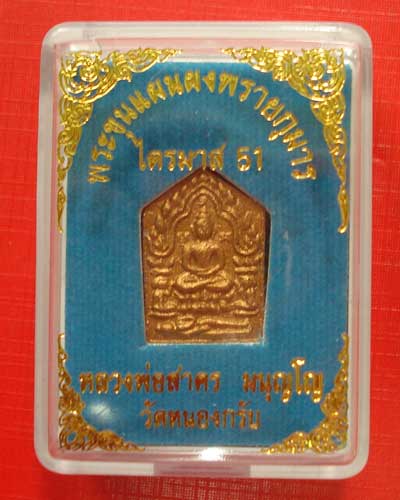 พระขุนแผนผงพรายกุมาร
ไตรมาส 51
หลวงพ่อสาคร มนุญโญ
วัดหนองกรับ